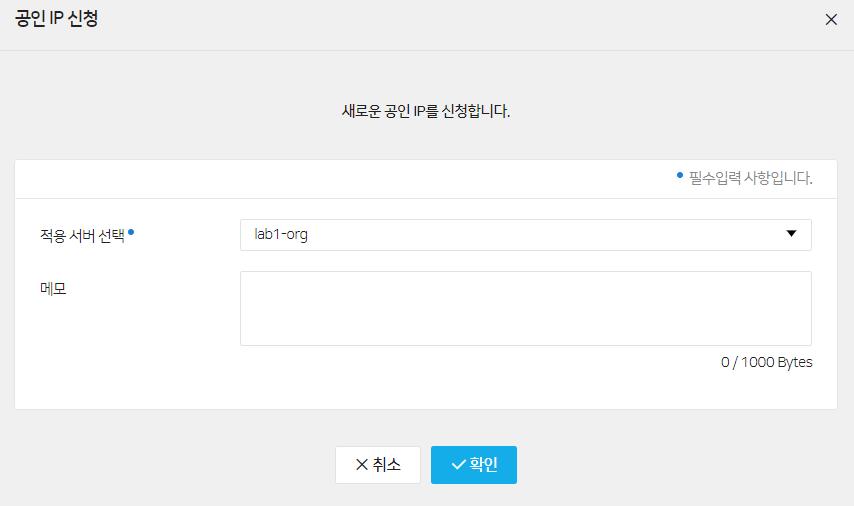 공인 IP 신청
새로운 공인 IP를 신청합니다.
필수입력 사항입니다.
적용 서버 선택
lab1-org
메모
0 / 1000 Bytes
취소
확인